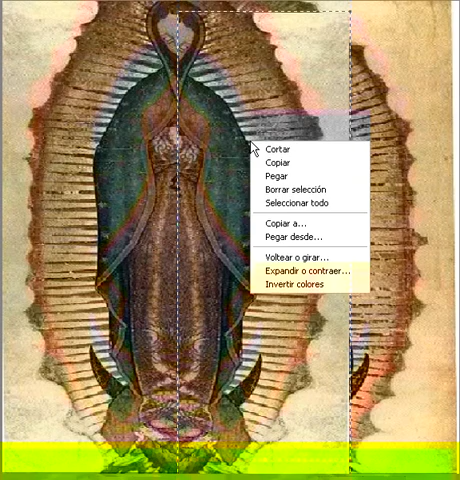 Cortar
Copiar
Pegar
Borrar selección
Seleccionar todo
Copiar a...
Pegar desde...
Voltear o girar...
Expandir o contraer...
Invertir colores